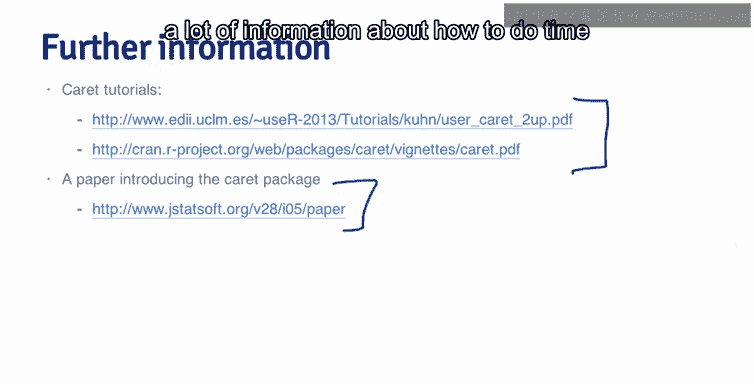 a lot of information about how to do time
Further information
· Caret tutorials:
- http://www.edii.uclm.es/~useR-2013/Tutorials/kuhn/user_caret_2up.pdf
- http://cran.r-project.org/web/packages/caret/vignettes/caret.pdf
· A paper introducing the caret package
- http://www.jstatsoft.org/v28/i05/paper